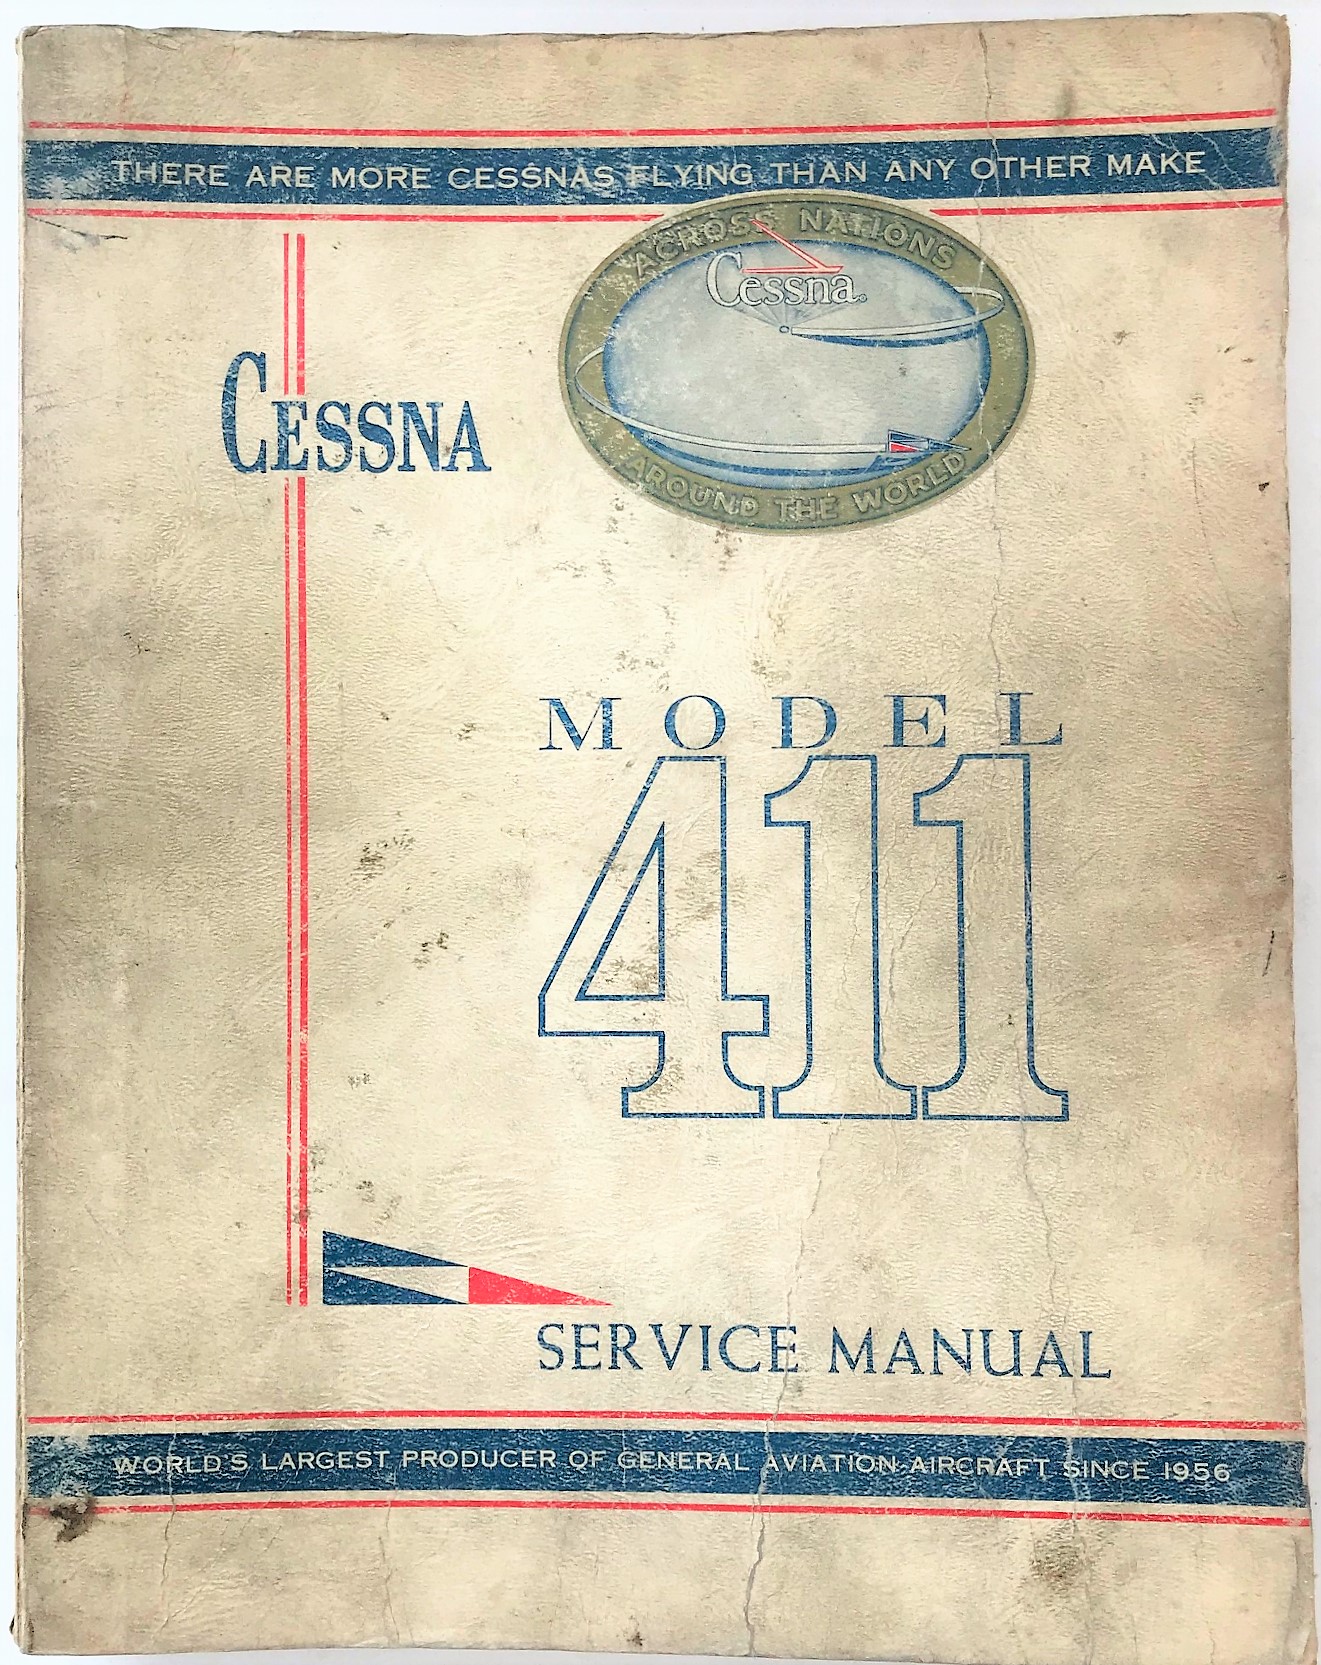 THERE ARE MORE CESSNAS FLYING THAN ANY OTHER MAKE
ACROSS NATIONS
Cessna®
AROUND THE WORLD
CESSNA
MODEL
411
SERVICE MANUAL
WORLD'S LARGEST PRODUCER OF GENERAL AVIATION AIRCRAFT SINCE 1956